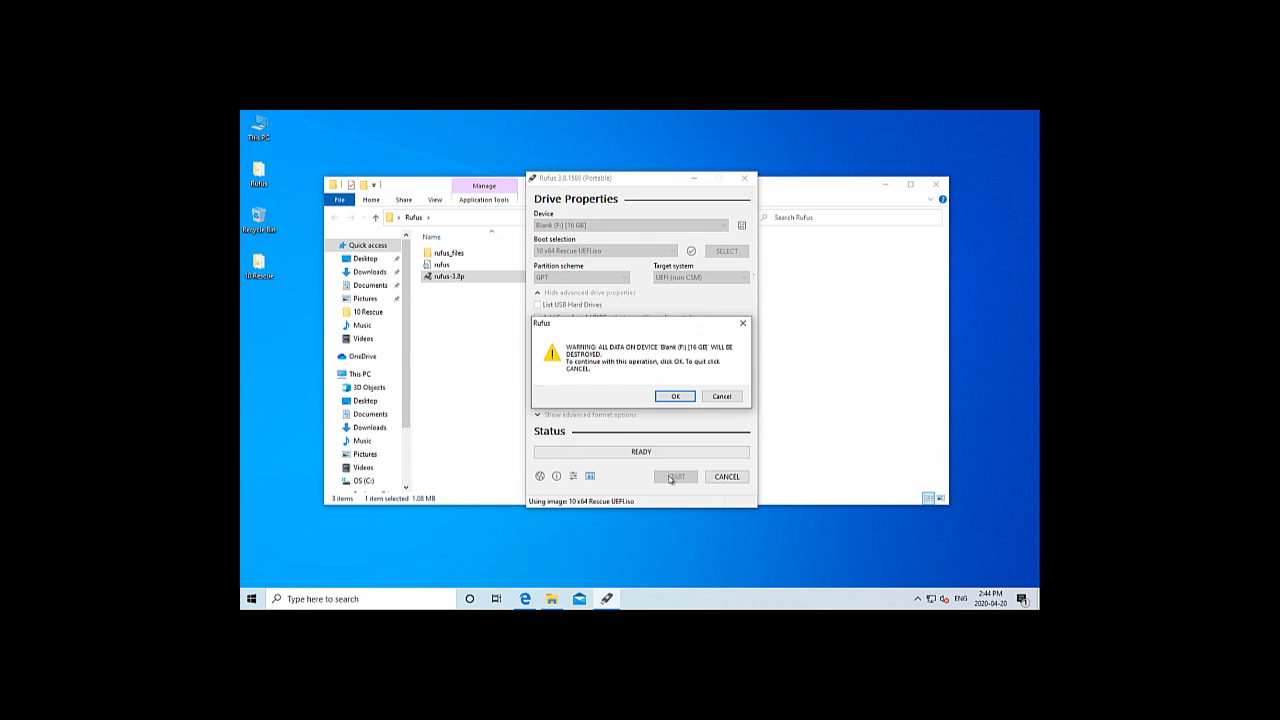 This PC
Rufus
Recycle Bin
10 Rescue
Manage
File
Home
Share
View
Application Tools
Rufus
Search Rufus
Name
Quick access
Desktop
Downloads
Documents
Pictures
10 Rescue
Music
Videos
OneDrive
This PC
3D Objects
Desktop
Documents
Downloads
Music
Pictures
Videos
OS (C:)
rufus_files
rufus
rufus-3.8p
3 items
1 item selected 1.08 MB
Rufus 3.8.1580 (Portable)
Drive Properties
Device
Blank (F:) [16 GB]
Boot selection
10 x64 Rescue UEFI.iso
SELECT
Partition scheme
Target system
GPT
UEFI (non CSM)
?
Hide advanced drive properties
List USB Hard Drives
Rufus
WARNING: ALL DATA ON DEVICE 'Blank (F:) [16 GB]' WILL BE
DESTROYED.
To continue with this operation, click OK. To quit click
CANCEL.
OK
Cancel
Show advanced format options
Status
READY
START
CANCEL
Using image: 10 x64 Rescue UEFI.iso
Type here to search
ENG
2:44 PM
2020-04-20